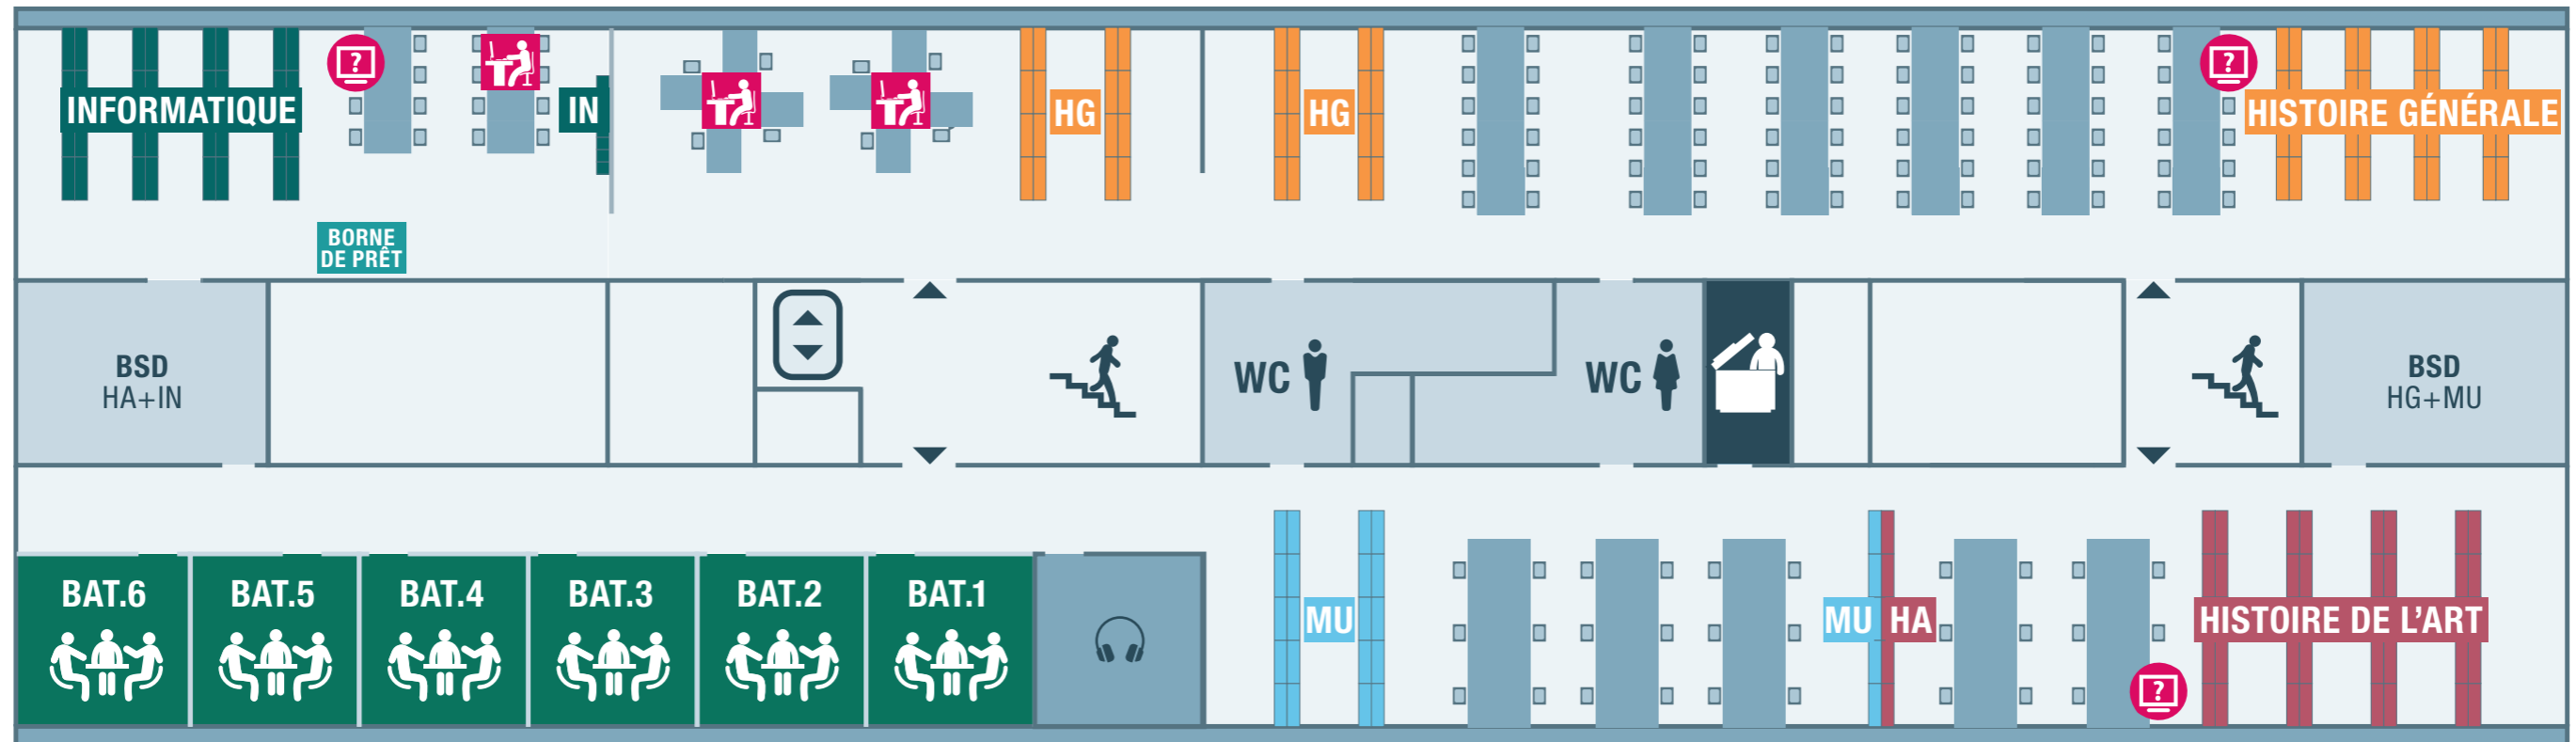 INFORMATIQUE
?
IN
HG
HG
?
HISTOIRE GÉNÉRALE
BORNE
DE PRÊT
BSD
HA+IN
WC
WC
BSD
HG+MU
BAT.6
BAT.5
BAT.4
BAT.3
BAT.2
BAT.1
MU
MU
HA
HISTOIRE DE L'ART
?